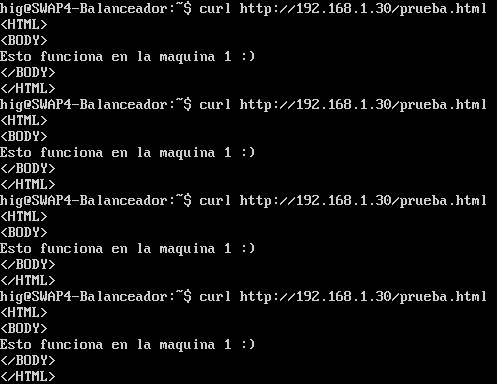 hig@SWAP4-Balanceador:~$ curl http://192.168.1.30/prueba.html
<HTML>
<BODY>
Esto funciona en la maquina 1 :)
</BODY>
</HTML>
hig@SWAP4-Balanceador:~$ curl http://192.168.1.30/prueba.html
<HTML>
<BODY>
Esto funciona en la maquina 1 :)
</BODY>
</HTML>
hig@SWAP4-Balanceador:~$ curl http://192.168.1.30/prueba.html
<HTML>
<BODY>
Esto funciona en la maquina 1 :)
</BODY>
</HTML>
hig@SWAP4-Balanceador:~$ curl http://192.168.1.30/prueba.html
<HTML>
<BODY>
Esto funciona en la maquina 1 :)
</BODY>
</HTML>